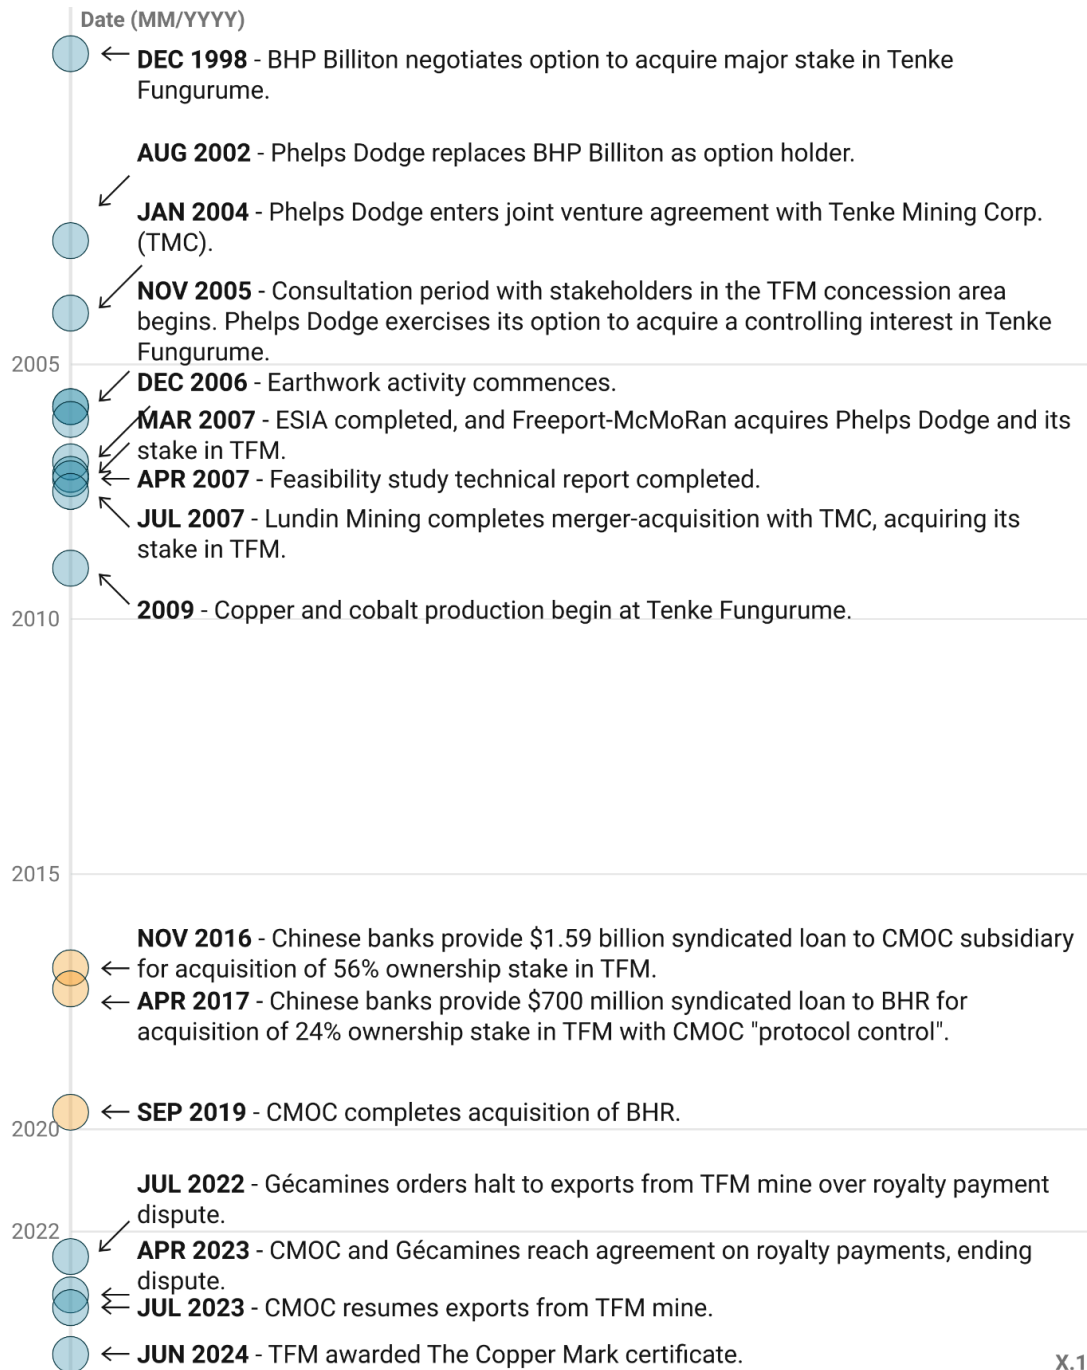 Date (MM/YYYY)
DEC 1998 - BHP Billiton negotiates option to acquire major stake in Tenke
Fungurume.
AUG 2002 - Phelps Dodge replaces BHP Billiton as option holder.
JAN 2004 - Phelps Dodge enters joint venture agreement with Tenke Mining Corp.
(TMC).
NOV 2005 - Consultation period with stakeholders in the TFM concession area
begins. Phelps Dodge exercises its option to acquire a controlling interest in Tenke
Fungurume.
2005
DEC 2006 - Earthwork activity commences.
MAR 2007 - ESIA completed, and Freeport-McMoRan acquires Phelps Dodge and its
stake in TFM.
APR 2007 - Feasibility study technical report completed.
JUL 2007 - Lundin Mining completes merger-acquisition with TMC, acquiring its
stake in TFM.
2009 - Copper and cobalt production begin at Tenke Fungurume.
2010
2015
NOV 2016 - Chinese banks provide $1.59 billion syndicated loan to CMOC subsidiary
for acquisition of 56% ownership stake in TFM.
APR 2017 - Chinese banks provide $700 million syndicated loan to BHR for
acquisition of 24% ownership stake in TFM with CMOC "protocol control".
SEP 2019 - CMOC completes acquisition of BHR.
2020
JUL 2022 - Gécamines orders halt to exports from TFM mine over royalty payment
dispute.
2022
APR 2023 - CMOC and Gécamines reach agreement on royalty payments, ending
dispute.
JUL 2023 - CMOC resumes exports from TFM mine.
JUN 2024 - TFM awarded The Copper Mark certificate.
X.1